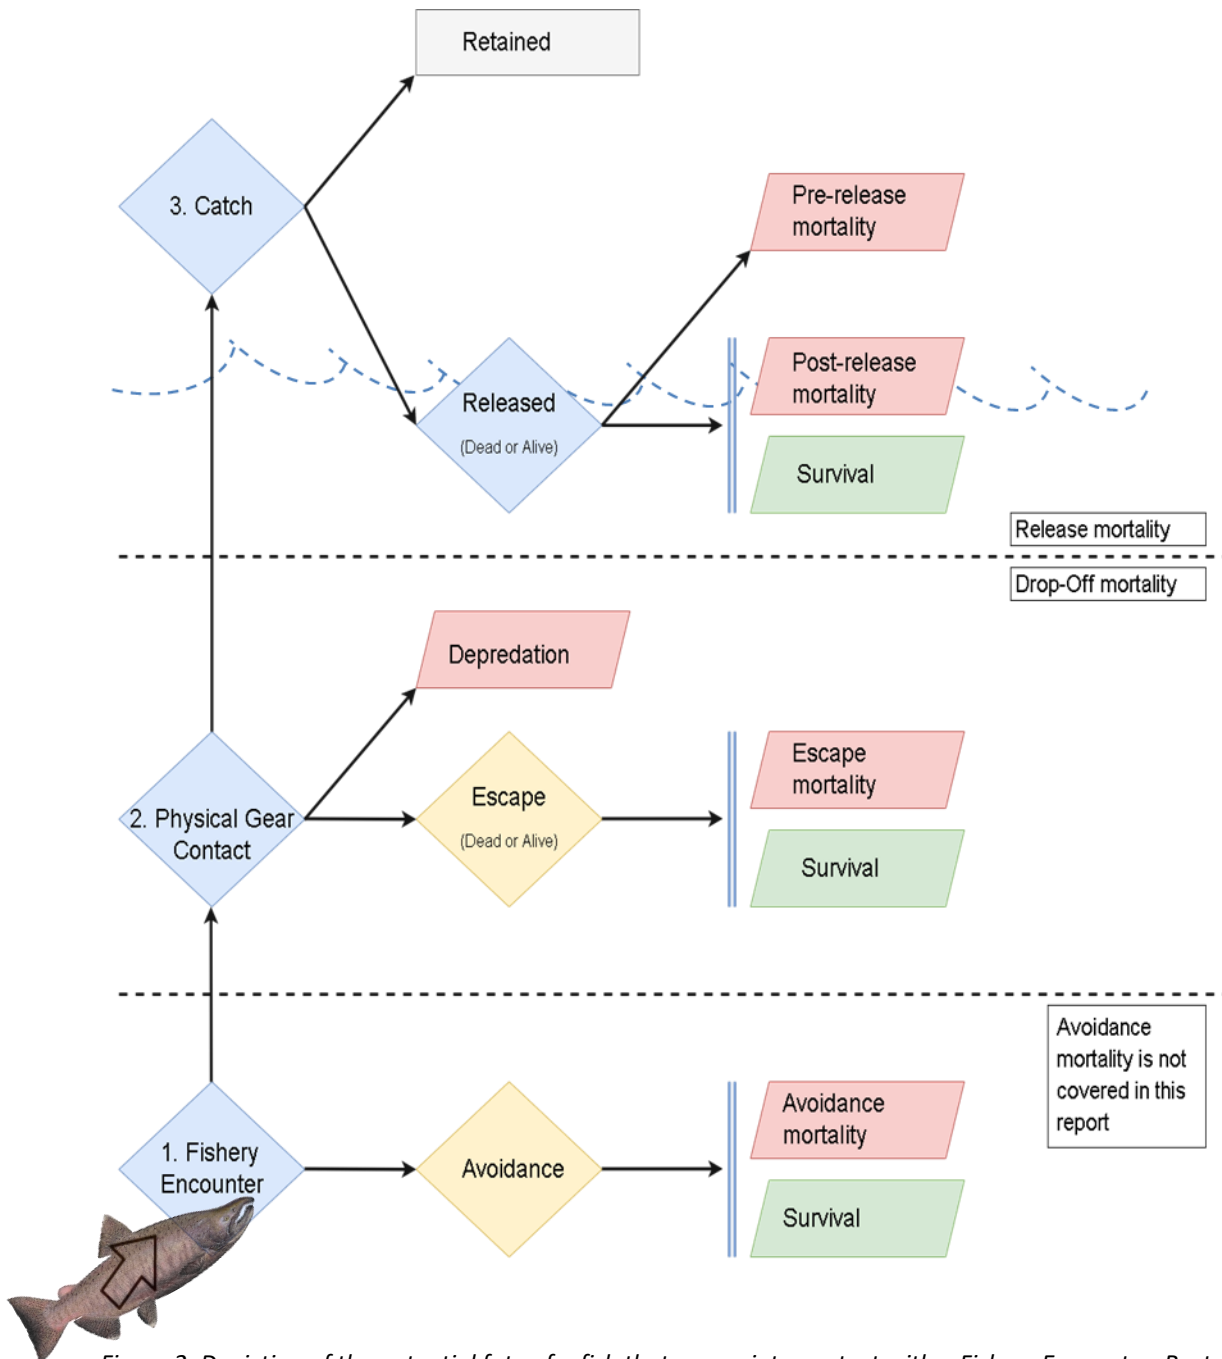 Retained
3. Catch
Pre-release
mortality
Post-release
mortality
Released
(Dead or Alive)
Survival
Release mortality
Drop-Off mortality
Depredation
Escape
mortality
Escape
(Dead or Alive)
2. Physical Gear
Contact
Survival
Avoidance
mortality is not
covered in this
report
Avoidance
mortality
1. Fishery
Encounter
Avoidance
Survival